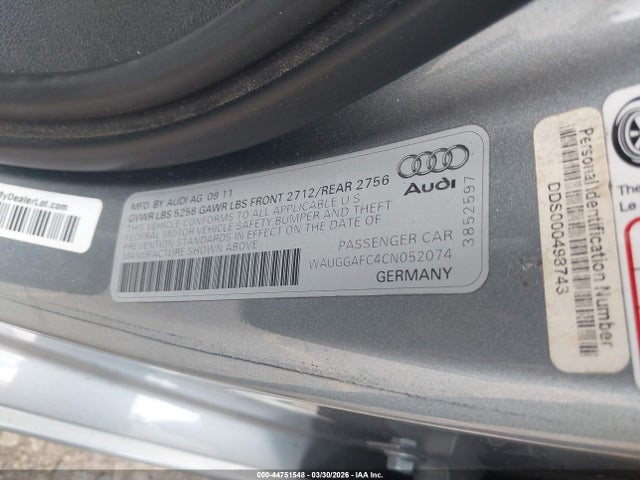 MyDealerLot.
MFD BY AUDI AG 09 11
GVWR LBS 5258 GAWR LBS FRONT 2712/REAR 2756
THIS VEHICLE CONFORMS TO ALL APPLICABLE U S
FEDERAL MOTOR VEHICLE SAFETY BUMPER AND THEFT
PREVENTION STANDARDS IN EFFECT ON THE DATE OF
MANUFACTURE SHOWN ABOVE
PASSENGER CAR
WAUGGAFC4CN052074
GERMANY
Audi
3852597
Personal Identification Number
DDS000498743
000-44751548 - 03/30/2026 - IAAI.COM